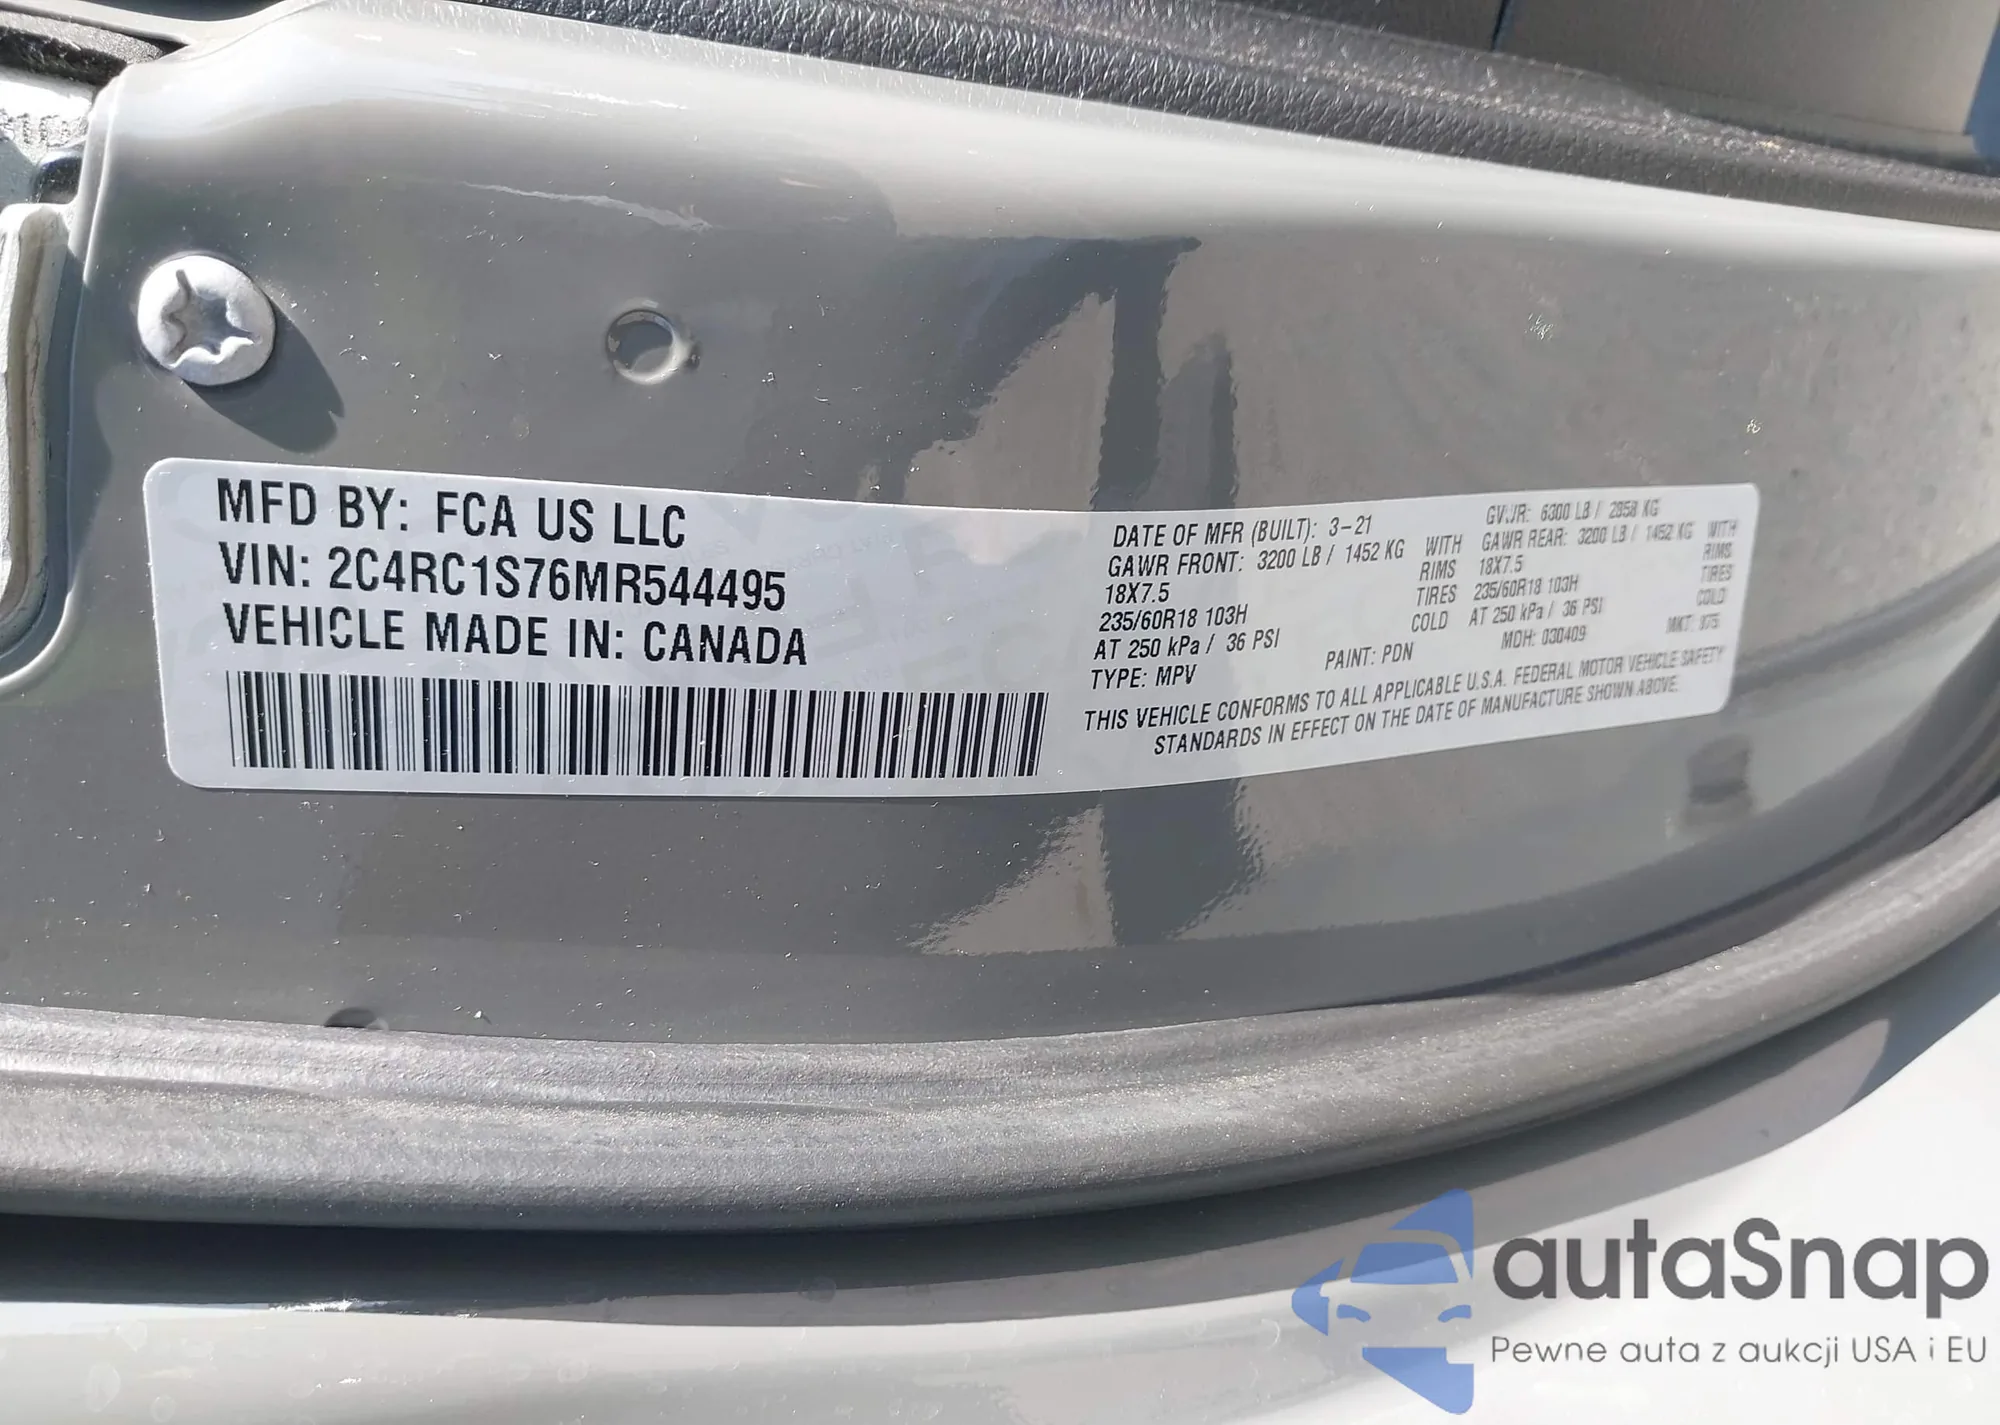 MFD BY: FCA US LLC
VIN: 2C4RC1S76MR544495
VEHICLE MADE IN: CANADA
DATE OF MFR (BUILT): 3-21
GAWR FRONT: 3200 LB / 1452 KG WITH
18X7.5 RIMS
235/60R18 103H TIRES
AT 250 kPa / 36 PSI COLD
TYPE: MPV
PAINT: PDN
GVWR: 6300 LB / 2858 KG
GAWR REAR: 3200 LB / 1452 KG WITH
18X7.5 RIMS
235/60R18 103H TIRES
AT 250 kPa / 36 PSI COLD
MDH: 030409
MKT:
THIS VEHICLE CONFORMS TO ALL APPLICABLE U.S.A. FEDERAL MOTOR VEHICLE SAFETY
STANDARDS IN EFFECT ON THE DATE OF MANUFACTURE SHOWN ABOVE.
autaSnap
Pewne auta z aukcji USA i EU